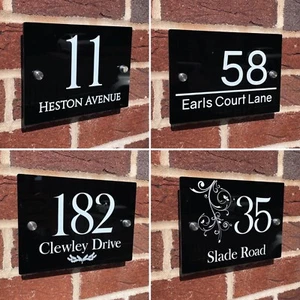 11
HESTON AVENUE
58
Earls Court Lane
182
Clewley Drive
35
Slade Road